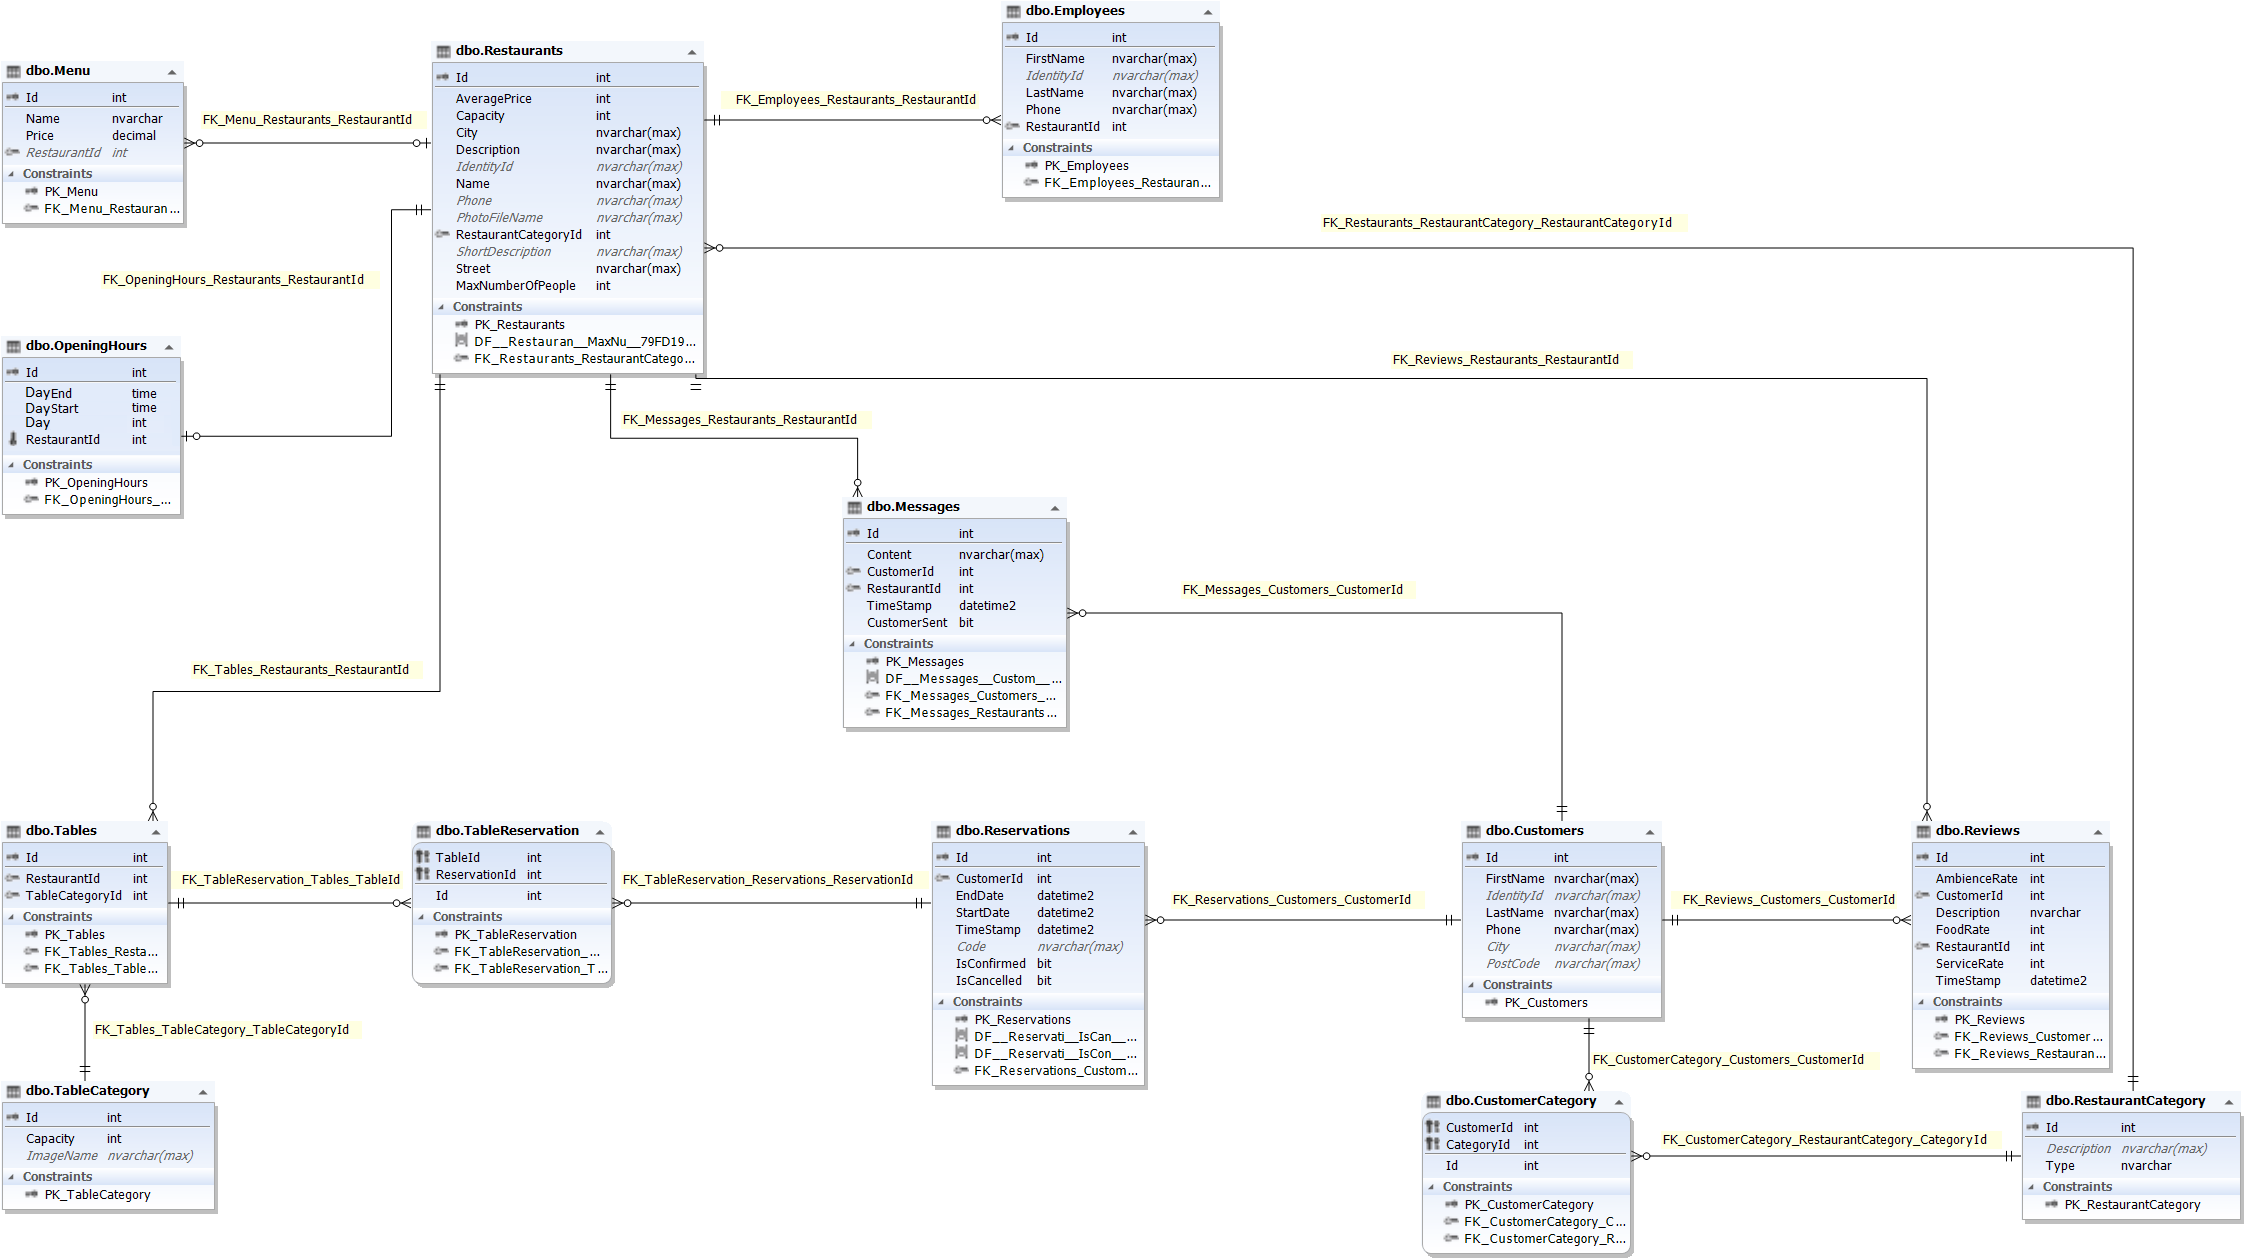 dbo.Employees
Id int
FirstName nvarchar(max)
IdentityId nvarchar(max)
LastName nvarchar(max)
Phone nvarchar(max)
RestaurantId int
Constraints
PK_Employees
FK_Employees_Restauran...
dbo.Restaurants
Id int
AveragePrice int
Capacity int
City nvarchar(max)
Description nvarchar(max)
IdentityId nvarchar(max)
Name nvarchar(max)
Phone nvarchar(max)
PhotoFileName nvarchar(max)
RestaurantCategoryId int
ShortDescription nvarchar(max)
Street nvarchar(max)
MaxNumberOfPeople int
Constraints
PK_Restaurants
DF__Restauran__MaxNu__79FD19...
FK_Restaurants_RestaurantCatego...
dbo.Menu
Id int
Name nvarchar
Price decimal
RestaurantId int
Constraints
PK_Menu
FK_Menu_Restauran...
FK_Menu_Restaurants_RestaurantId
FK_Employees_Restaurants_RestaurantId
FK_Restaurants_RestaurantCategory_RestaurantCategoryId
FK_OpeningHours_Restaurants_RestaurantId
dbo.OpeningHours
Id int
DayEnd time
DayStart time
Day int
RestaurantId int
Constraints
PK_OpeningHours
FK_OpeningHours_...
FK_Reviews_Restaurants_RestaurantId
FK_Messages_Restaurants_RestaurantId
dbo.Messages
Id int
Content nvarchar(max)
CustomerId int
RestaurantId int
TimeStamp datetime2
CustomerSent bit
Constraints
PK_Messages
DF__Messages__Custom__...
FK_Messages_Customers_...
FK_Messages_Restaurants...
FK_Messages_Customers_CustomerId
FK_Tables_Restaurants_RestaurantId
dbo.Tables
Id int
RestaurantId int
TableCategoryId int
Constraints
PK_Tables
FK_Tables_Resta...
FK_Tables_Table...
FK_TableReservation_Tables_TableId
dbo.TableReservation
TableId int
ReservationId int
Id int
Constraints
PK_TableReservation
FK_TableReservation_...
FK_TableReservation_T...
FK_TableReservation_Reservations_ReservationId
dbo.Reservations
Id int
CustomerId int
EndDate datetime2
StartDate datetime2
TimeStamp datetime2
Code nvarchar(max)
IsConfirmed bit
IsCancelled bit
Constraints
PK_Reservations
DF__Reservati__IsCan__...
DF__Reservati__IsCon__...
FK_Reservations_Custom...
FK_Reservations_Customers_CustomerId
dbo.Customers
Id int
FirstName nvarchar(max)
IdentityId nvarchar(max)
LastName nvarchar(max)
Phone nvarchar(max)
City nvarchar(max)
PostCode nvarchar(max)
Constraints
PK_Customers
FK_Reviews_Customers_CustomerId
dbo.Reviews
Id int
AmbienceRate int
CustomerId int
Description nvarchar
FoodRate int
RestaurantId int
ServiceRate int
TimeStamp datetime2
Constraints
PK_Reviews
FK_Reviews_Customer...
FK_Reviews_Restauran...
FK_Tables_TableCategory_TableCategoryId
dbo.TableCategory
Id int
Capacity int
ImageName nvarchar(max)
Constraints
PK_TableCategory
FK_CustomerCategory_Customers_CustomerId
dbo.CustomerCategory
CustomerId int
CategoryId int
Id int
Constraints
PK_CustomerCategory
FK_CustomerCategory_C...
FK_CustomerCategory_R...
FK_CustomerCategory_RestaurantCategory_CategoryId
dbo.RestaurantCategory
Id int
Description nvarchar(max)
Type nvarchar
Constraints
PK_RestaurantCategory